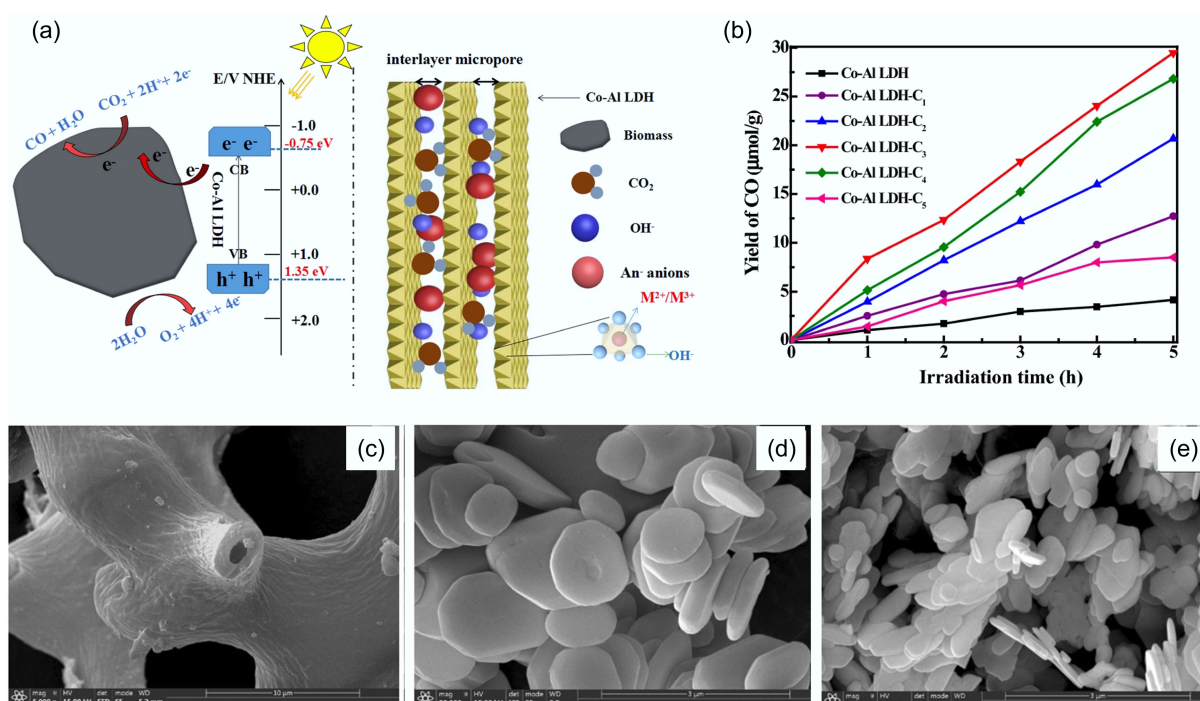 (a)
E/V NHE
CO₂ + 2H⁺+ 2e⁻
CO + H₂O
e⁻
e⁻
e⁻
e⁻ e⁻
CB
Co-Al LDH
VB
h⁺ h⁺
-1.0
-0.75 eV
+0.0
+1.0
1.35 eV
+2.0
2H₂O
O₂+ 4H⁺+ 4e⁻
interlayer micropore
Co-Al LDH
Biomass
CO₂
OH⁻
An⁻ anions
M²⁺/M³⁺
OH⁻
(b)
Yield of CO (μmol/g)
30
25
20
15
10
5
0
Co-Al LDH
Co-Al LDH-C₁
Co-Al LDH-C₂
Co-Al LDH-C₃
Co-Al LDH-C₄
Co-Al LDH-C₅
0 1 2 3 4 5
Irradiation time (h)
(c)
mag HV det mode WD
10 μm
(d)
mag HV det mode WD
3 μm
(e)
mag HV det mode WD
3 μm